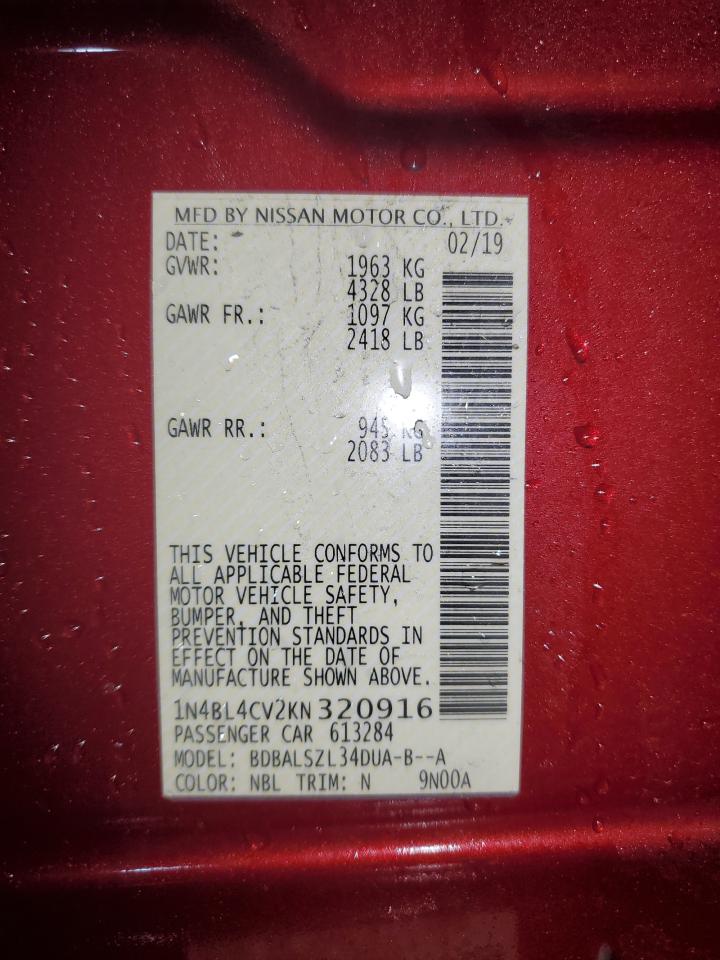 MFD BY NISSAN MOTOR CO., LTD.
DATE: 02/19
GVWR: 1963 KG
4328 LB
GAWR FR.: 1097 KG
2418 LB
GAWR RR.: 945 KG
2083 LB
THIS VEHICLE CONFORMS TO
ALL APPLICABLE FEDERAL
MOTOR VEHICLE SAFETY,
BUMPER, AND THEFT
PREVENTION STANDARDS IN
EFFECT ON THE DATE OF
MANUFACTURE SHOWN ABOVE.
1N4BL4CV2KN320916
PASSENGER CAR 613284
MODEL: BDBALSZL34DUA-B--A
COLOR: NBL TRIM: N 9N00A